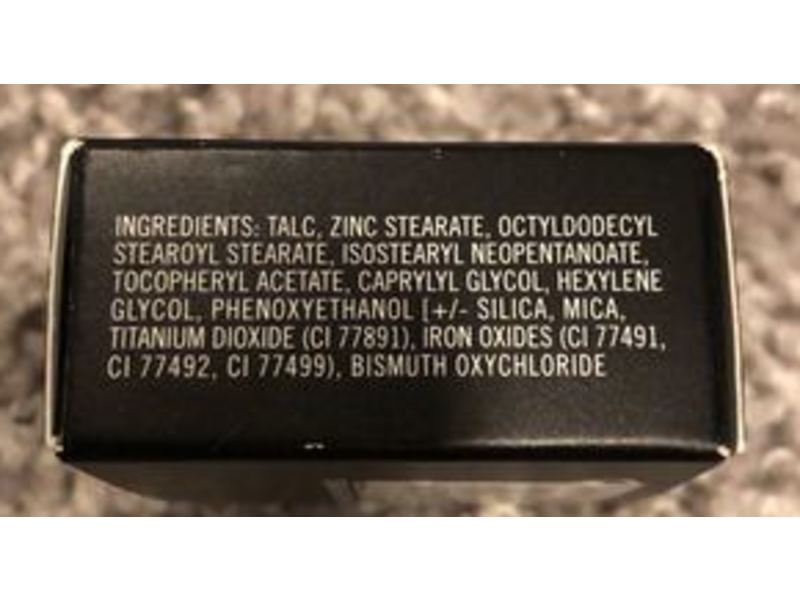 INGREDIENTS: TALC, ZINC STEARATE, OCTYLDODECYL
STEAROYL STEARATE, ISOSTEARYL NEOPENTANOATE,
TOCOPHERYL ACETATE, CAPRYLYL GLYCOL, HEXYLENE
GLYCOL, PHENOXYETHANOL [+/- SILICA, MICA,
TITANIUM DIOXIDE (CI 77891), IRON OXIDES (CI 77491,
CI 77492, CI 77499), BISMUTH OXYCHLORIDE